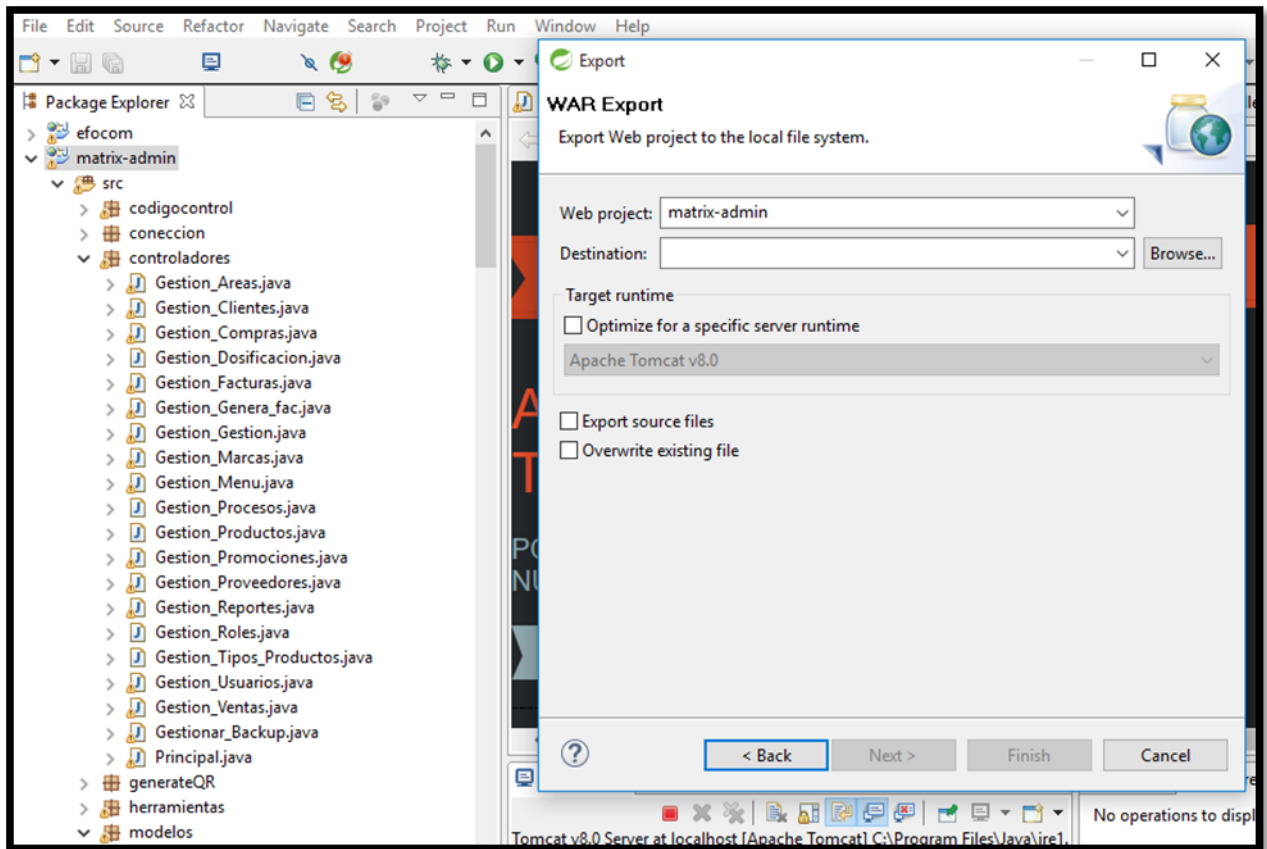 File Edit Source Refactor Navigate Search Project Run Window Help
Package Explorer
efocom
matrix-admin
src
codigocontrol
coneccion
controladores
Gestion_Areas.java
Gestion_Clientes.java
Gestion_Compras.java
Gestion_Dosificacion.java
Gestion_Facturas.java
Gestion_Genera_fac.java
Gestion_Gestion.java
Gestion_Marcas.java
Gestion_Menu.java
Gestion_Procesos.java
Gestion_Productos.java
Gestion_Promociones.java
Gestion_Proveedores.java
Gestion_Reportes.java
Gestion_Roles.java
Gestion_Tipos_Productos.java
Gestion_Usuarios.java
Gestion_Ventas.java
Gestionar_Backup.java
Principal.java
generateQR
herramientas
modelos
Export
WAR Export
Export Web project to the local file system.
Web project: matrix-admin
Destination: Browse...
Target runtime
Optimize for a specific server runtime
Apache Tomcat v8.0
Export source files
Overwrite existing file
< Back Next > Finish Cancel
A
T
PO
NU
No operations to displ
Tomcat v8.0 Server at localhost [Apache Tomcat] C:\Program Files\Java\jre1.